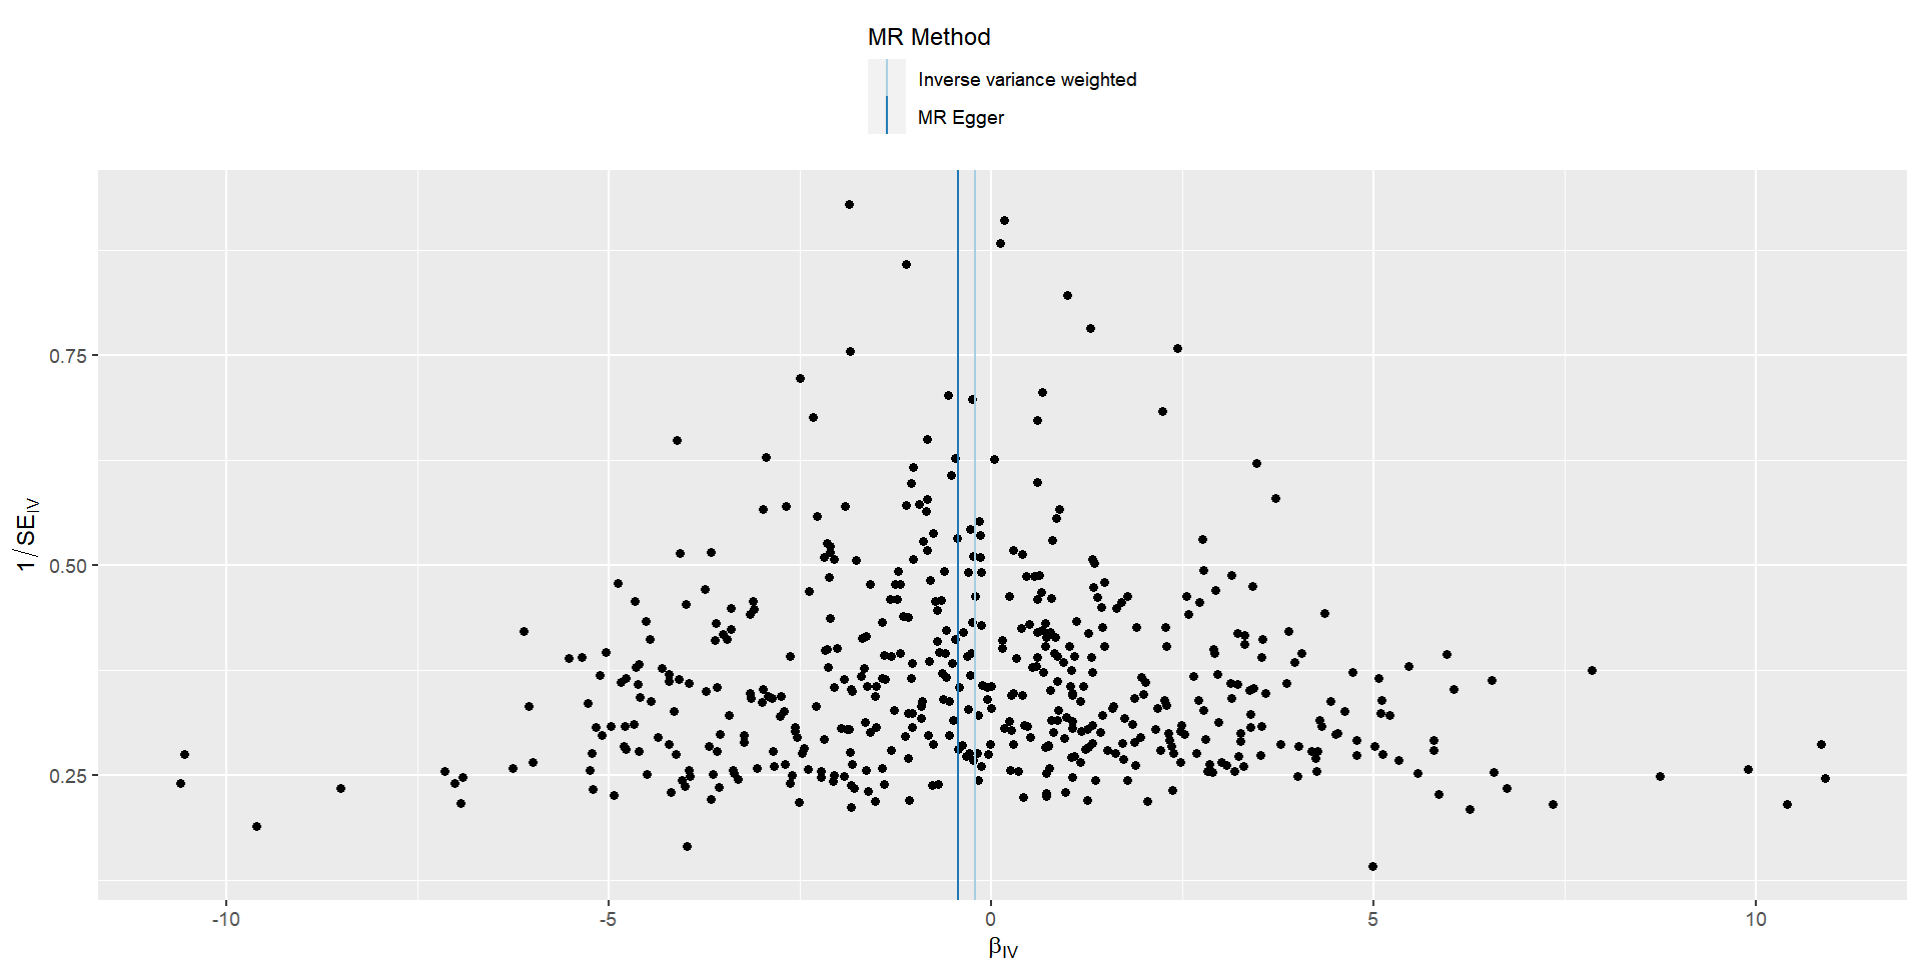 MR Method
Inverse variance weighted
MR Egger
0.75
0.50
0.25
1/SE_IV
-10 -5 0 5 10
β_IV